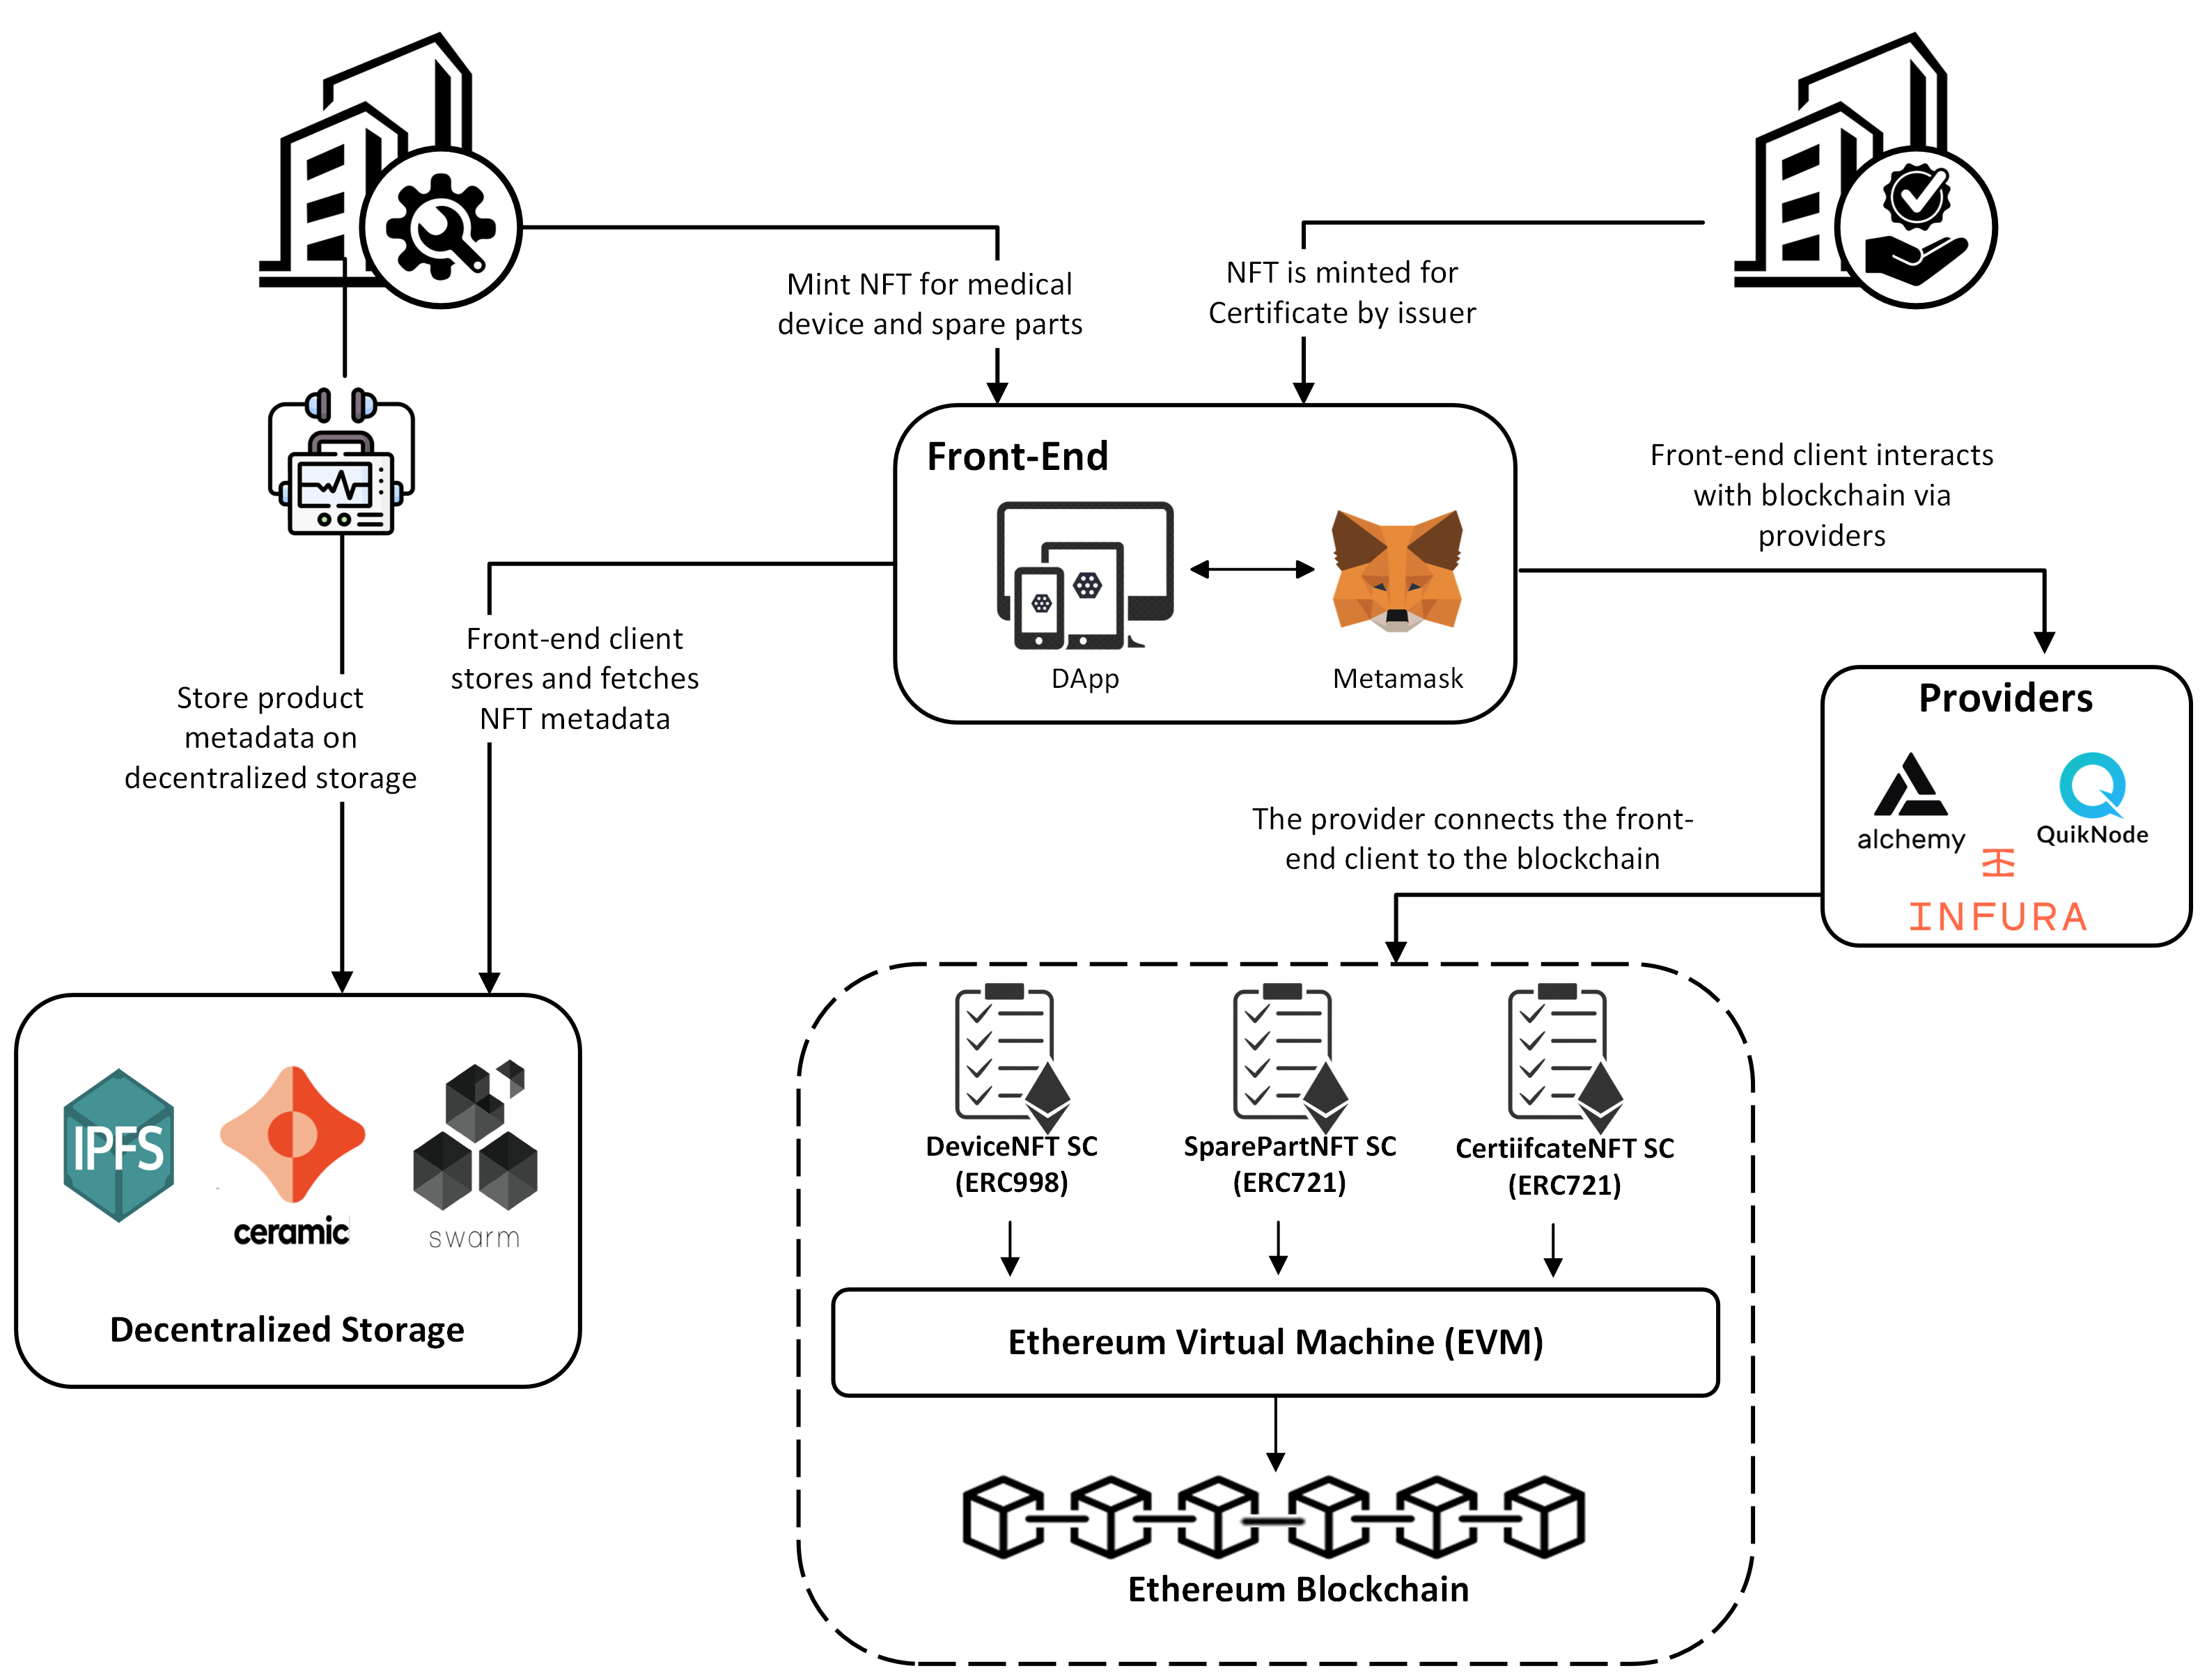 Mint NFT for medical
device and spare parts
NFT is minted for
Certificate by issuer
Front-End
DApp
Metamask
Front-end client interacts
with blockchain via
providers
Front-end client
stores and fetches
NFT metadata
Store product
metadata on
decentralized storage
Providers
alchemy
QuikNode
INFURA
The provider connects the front-
end client to the blockchain
IPFS
ceramic
swarm
Decentralized Storage
DeviceNFT SC
(ERC998)
SparePartNFT SC
(ERC721)
CertiifcateNFT SC
(ERC721)
Ethereum Virtual Machine (EVM)
Ethereum Blockchain